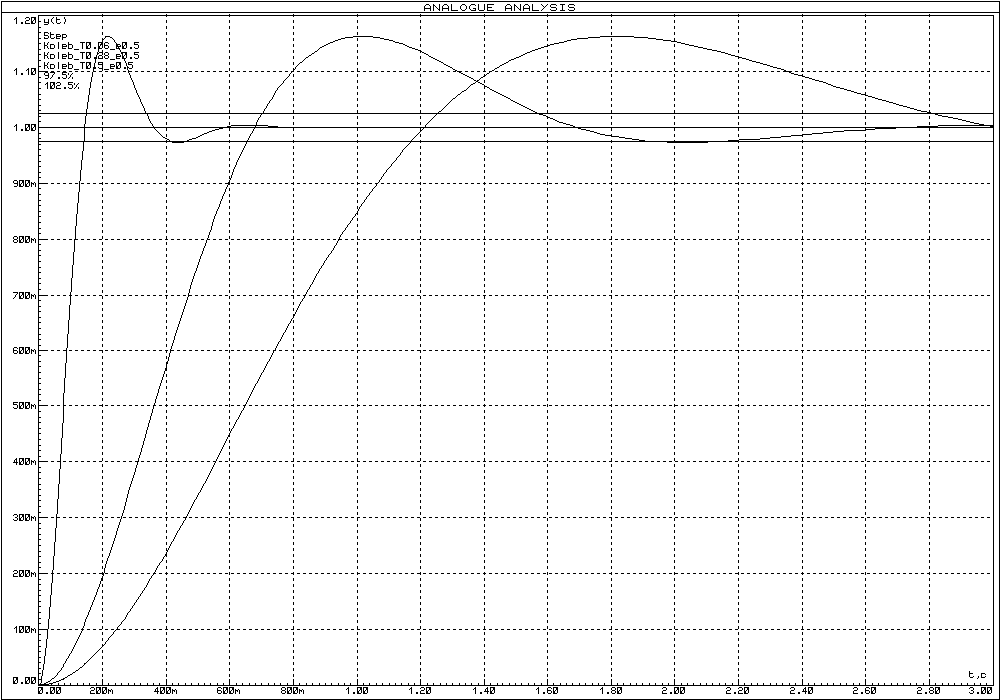 ANALOGUE ANALYSIS
1.20 y(t)
Step
Koleb_T0.06_e0.5
Koleb_T0.28_e0.5
Koleb_T0.5_e0.5
97.5%
102.5%
1.10
1.00
900m
800m
700m
600m
500m
400m
300m
200m
100m
0.00
t,c
0.00 200m 400m 600m 800m 1.00 1.20 1.40 1.60 1.80 2.00 2.20 2.40 2.60 2.80 3.00